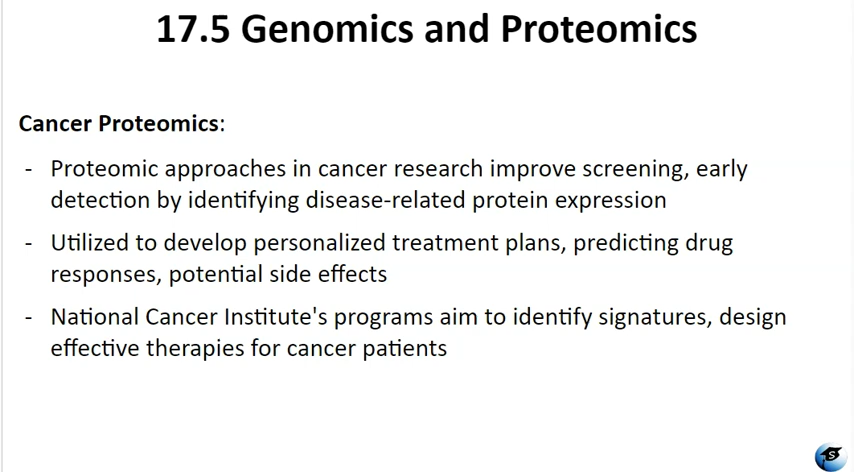 17.5 Genomics and Proteomics
Cancer Proteomics:
- Proteomic approaches in cancer research improve screening, early
detection by identifying disease-related protein expression
- Utilized to develop personalized treatment plans, predicting drug
responses, potential side effects
- National Cancer Institute's programs aim to identify signatures, design
effective therapies for cancer patients
S